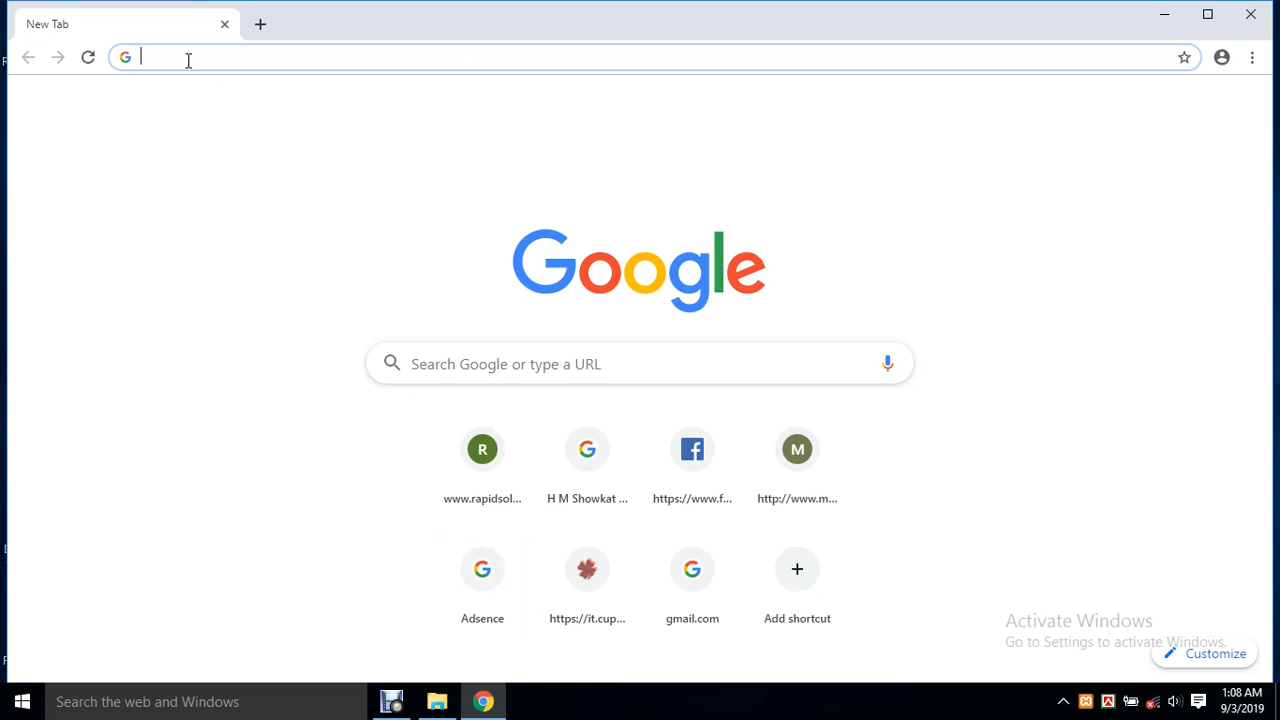 New Tab
Google
Search Google or type a URL
R
M
www.rapidsol...
H M Showkat ...
https://www.f...
http://www.m...
Adsence
https://it.cup...
gmail.com
Add shortcut
Activate Windows
Go to Settings to activate Windows.
Customize
Search the web and Windows
1:08 AM
9/3/2019